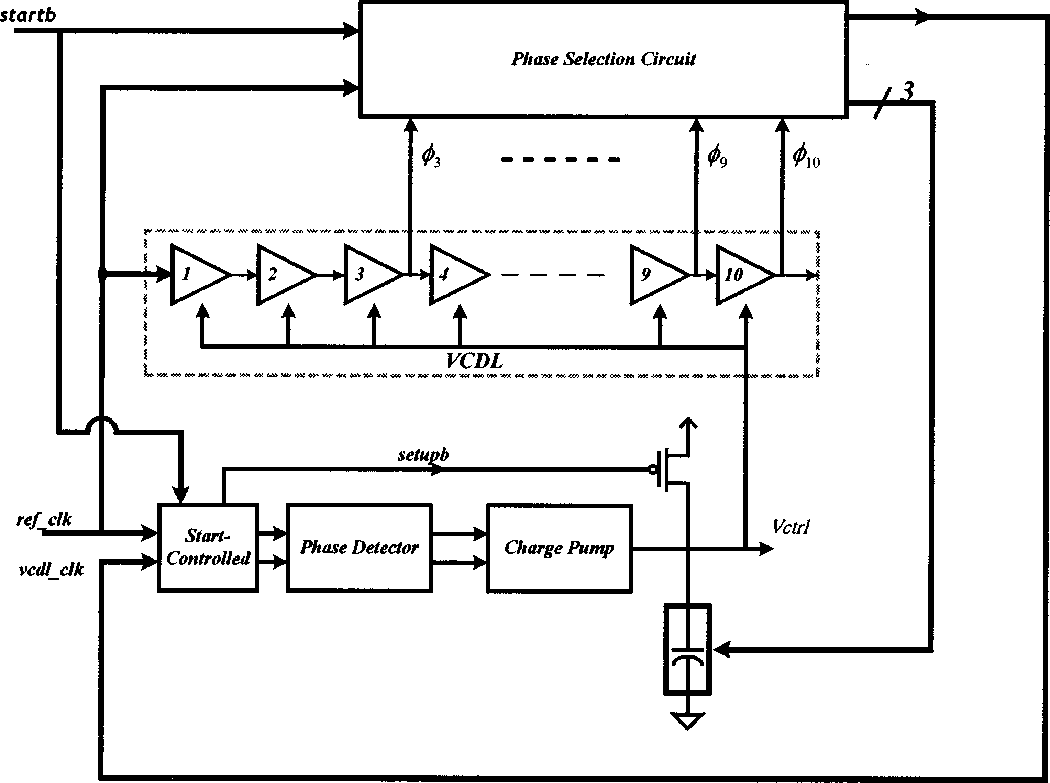 startb
Phase Selection Circuit
3
ϕ3
ϕ9
ϕ10
1
2
3
4
9
10
VCDL
setupb
ref_clk
Start-
Controlled
Phase Detector
Charge Pump
Vctrl
vcdl_clk